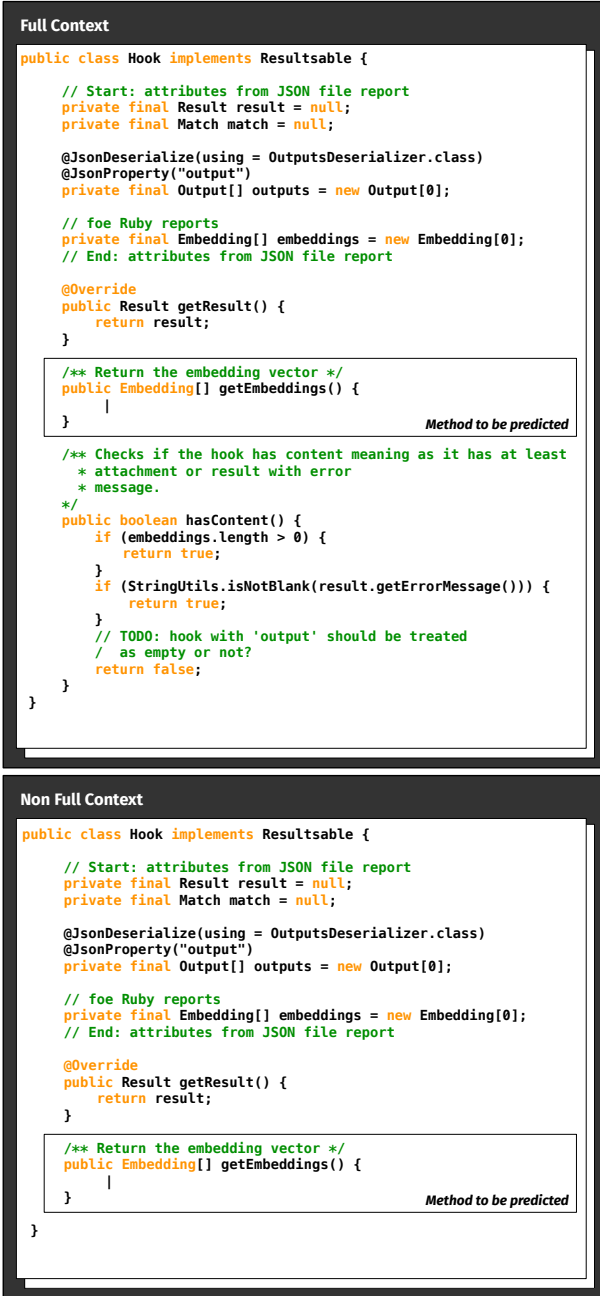 Full Context
public class Hook implements Resultsable {
// Start: attributes from JSON file report
private final Result result = null;
private final Match match = null;
@JsonDeserialize(using = OutputsDeserializer.class)
@JsonProperty("output")
private final Output[] outputs = new Output[0];
// foe Ruby reports
private final Embedding[] embeddings = new Embedding[0];
// End: attributes from JSON file report
@Override
public Result getResult() {
return result;
}
/** Return the embedding vector */
public Embedding[] getEmbeddings() {
|
}
Method to be predicted
/** Checks if the hook has content meaning as it has at least
* attachment or result with error
* message.
*/
public boolean hasContent() {
if (embeddings.length > 0) {
return true;
}
if (StringUtils.isNotBlank(result.getErrorMessage())) {
return true;
}
// TODO: hook with 'output' should be treated
/ as empty or not?
return false;
}
}
Non Full Context
public class Hook implements Resultsable {
// Start: attributes from JSON file report
private final Result result = null;
private final Match match = null;
@JsonDeserialize(using = OutputsDeserializer.class)
@JsonProperty("output")
private final Output[] outputs = new Output[0];
// foe Ruby reports
private final Embedding[] embeddings = new Embedding[0];
// End: attributes from JSON file report
@Override
public Result getResult() {
return result;
}
/** Return the embedding vector */
public Embedding[] getEmbeddings() {
|
}
Method to be predicted
}